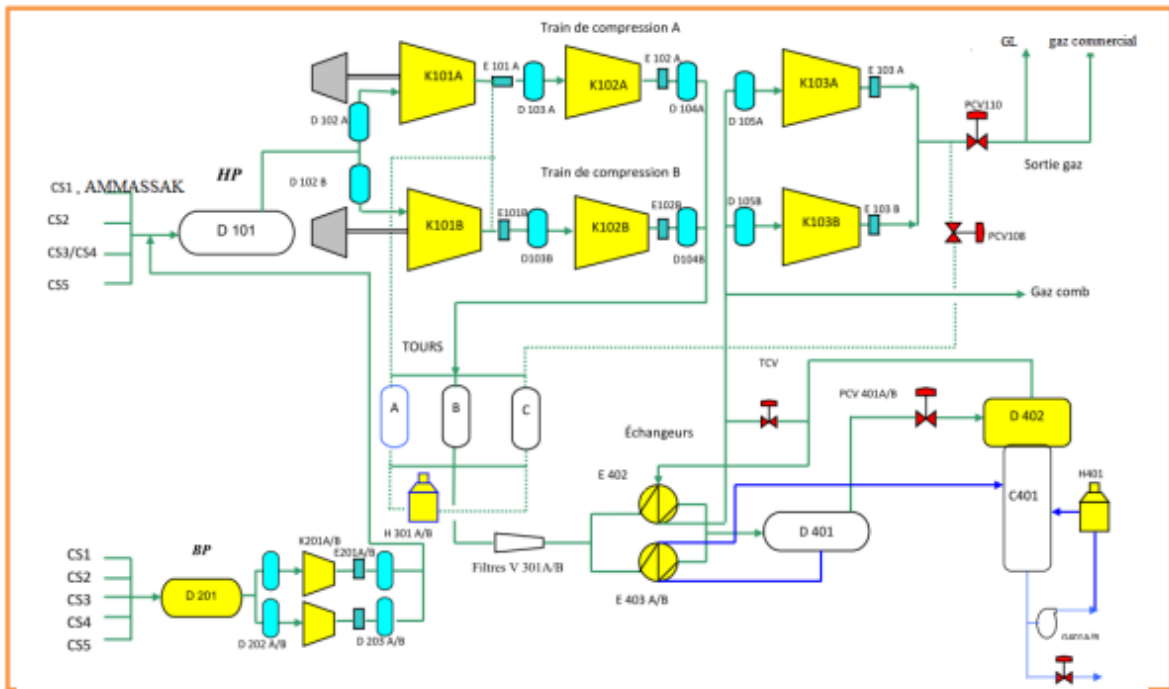 Train de compression A
GL
gaz commercial
E 101 A
E 102 A
E 103 A
K101A
K102A
K103A
PCV110
D 102 A
D 103 A
D 104A
D 105A
Sortie gaz
HP
D 102 B
Train de compression B
CS1 , AMMASSAK
CS2
CS3/CS4
CS5
D 101
K101B
E101B
D103B
K102B
E102B
D104B
D 105B
K103B
E 103 B
PCV108
Gaz comb
TOURS
TCV
PCV 401A/B
D 402
A
B
C
Échangeurs
E 402
C401
H401
H 301 A/B
D 401
Filtres V 301A/B
E 403 A/B
BP
K201A/B
E201A/B
CS1
CS2
CS3
CS4
CS5
D 201
D 202 A/B
D 203 A/B